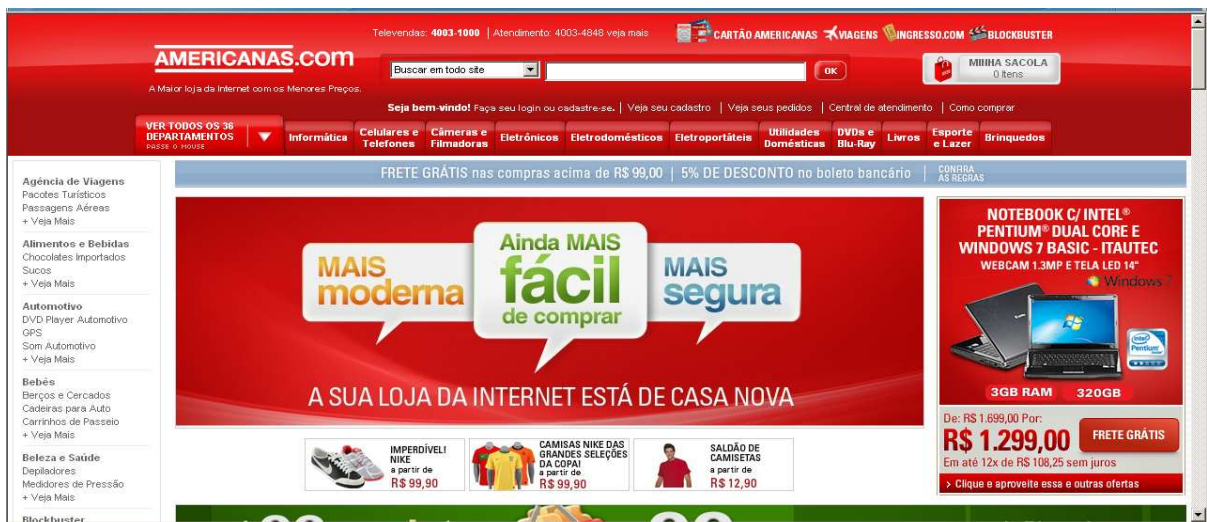 Televendas: 4003-1000 | Atendimento: 4003-4848 veja mais
CARTÃO AMERICANAS VIAGENS INGRESSO.COM BLOCKBUSTER
AMERICANAS.COM
A Maior loja da Internet com os Menores Preços.
Buscar em todo site
OK
MINHA SACOLA
0 itens
Seja bem-vindo! Faça seu login ou cadastre-se. | Veja seu cadastro | Veja seus pedidos | Central de atendimento | Como comprar
VER TODOS OS 36
DEPARTAMENTOS
PASSE O MOUSE
Informática
Celulares e
Telefones
Câmeras e
Filmadoras
Eletrônicos
Eletrodomésticos
Eletroportáteis
Utilidades
Domésticas
DVDs e
Blu-Ray
Livros
Esporte
e Lazer
Brinquedos
FRETE GRÁTIS nas compras acima de R$ 99,00 | 5% DE DESCONTO no boleto bancário |
CONFIRA
AS REGRAS
Agência de Viagens
Pacotes Turísticos
Passagens Aéreas
+ Veja Mais
Alimentos e Bebidas
Chocolates Importados
Sucos
+ Veja Mais
Automotivo
DVD Player Automotivo
GPS
Som Automotivo
+ Veja Mais
Bebês
Berços e Cercados
Cadeiras para Auto
Carrinhos de Passeio
+ Veja Mais
Beleza e Saúde
Depiladores
Medidores de Pressão
+ Veja Mais
Blockbuster
MAIS
moderna
Ainda MAIS
fácil
de comprar
MAIS
segura
A SUA LOJA DA INTERNET ESTÁ DE CASA NOVA
IMPERDÍVEL!
NIKE
a partir de
R$ 99,90
CAMISAS NIKE DAS
GRANDES SELEÇÕES
DA COPA!
a partir de
R$ 99,90
SALDÃO DE
CAMISETAS
a partir de
R$ 12,90
NOTEBOOK C/ INTEL®
PENTIUM® DUAL CORE E
WINDOWS 7 BASIC - ITAUTEC
WEBCAM 1.3MP E TELA LED 14"
Windows 7
intel
Pentium
3GB RAM 320GB
De: R$ 1.699,00 Por:
R$ 1.299,00
FRETE GRÁTIS
Em até 12x de R$ 108,25 sem juros
> Clique e aproveite essa e outras ofertas